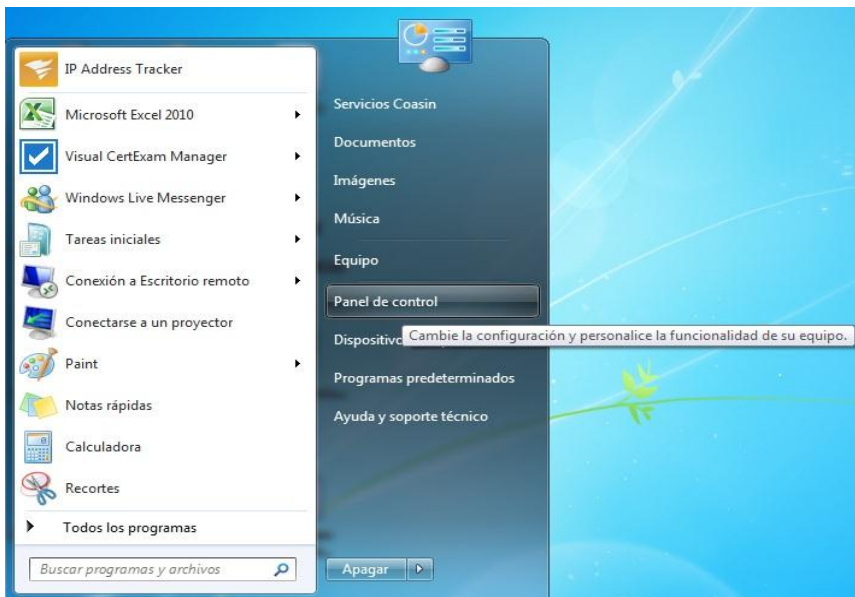 IP Address Tracker
Microsoft Excel 2010
Visual CertExam Manager
Windows Live Messenger
Tareas iniciales
Conexión a Escritorio remoto
Conectarse a un proyector
Paint
Notas rápidas
Calculadora
Recortes
Todos los programas
Buscar programas y archivos
Servicios Coasin
Documentos
Imágenes
Música
Equipo
Panel de control
Cambie la configuración y personalice la funcionalidad de su equipo.
Programas predeterminados
Ayuda y soporte técnico
Apagar